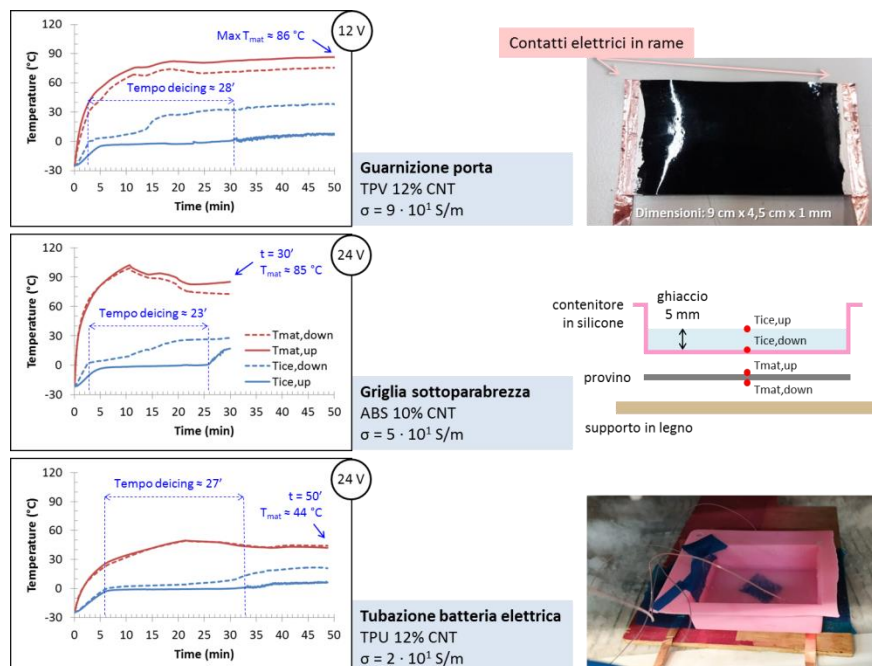 12 V
Max Tmat ≈ 86 °C
Tempo deicing ≈ 28'
Temperature (°C)
120
90
60
30
0
-30
0 5 10 15 20 25 30 35 40 45 50
Time (min)
Guarnizione porta
TPV 12% CNT
σ = 9 · 10¹ S/m
Contatti elettrici in rame
Dimensioni: 9 cm x 4,5 cm x 1 mm
24 V
t = 30'
Tmat ≈ 85 °C
Tempo deicing ≈ 23'
Tmat,down
Tmat,up
Tice,down
Tice,up
Temperature (°C)
120
90
60
30
0
-30
0 5 10 15 20 25 30 35 40 45 50
Time (min)
Griglia sottoparabrezza
ABS 10% CNT
σ = 5 · 10¹ S/m
contenitore
in silicone
ghiaccio
5 mm
Tice,up
Tice,down
Tmat,up
provino
Tmat,down
supporto in legno
24 V
Tempo deicing ≈ 27'
t = 50'
Tmat ≈ 44 °C
Temperature (°C)
120
90
60
30
0
-30
0 5 10 15 20 25 30 35 40 45 50
Time (min)
Tubazione batteria elettrica
TPU 12% CNT
σ = 2 · 10¹ S/m